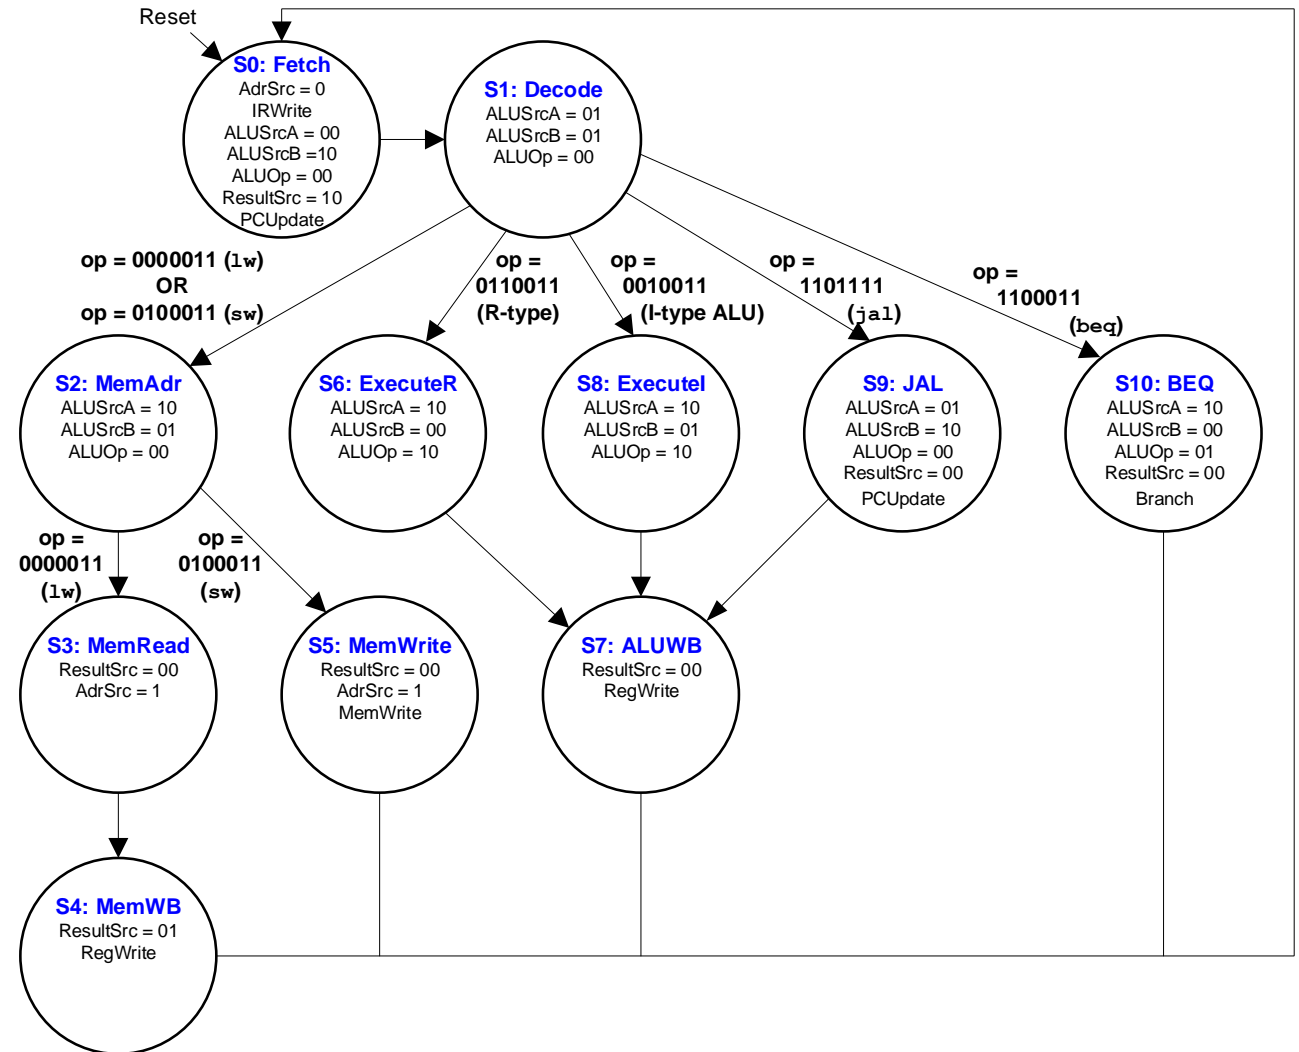 Reset
S0: Fetch
AdrSrc = 0
IRWrite
ALUSrcA = 00
ALUSrcB =10
ALUOp = 00
ResultSrc = 10
PCUpdate
S1: Decode
ALUSrcA = 01
ALUSrcB = 01
ALUOp = 00
op = 0000011 (lw)
OR
op = 0100011 (sw)
op =
0110011
(R-type)
op =
0010011
(I-type ALU)
op =
1101111
(jal)
op =
1100011
(beq)
S2: MemAdr
ALUSrcA = 10
ALUSrcB = 01
ALUOp = 00
S6: ExecuteR
ALUSrcA = 10
ALUSrcB = 00
ALUOp = 10
S8: ExecuteI
ALUSrcA = 10
ALUSrcB = 01
ALUOp = 10
S9: JAL
ALUSrcA = 01
ALUSrcB = 10
ALUOp = 00
ResultSrc = 00
PCUpdate
S10: BEQ
ALUSrcA = 10
ALUSrcB = 00
ALUOp = 01
ResultSrc = 00
Branch
op =
0000011
(lw)
op =
0100011
(sw)
S3: MemRead
ResultSrc = 00
AdrSrc = 1
S5: MemWrite
ResultSrc = 00
AdrSrc = 1
MemWrite
S7: ALUWB
ResultSrc = 00
RegWrite
S4: MemWB
ResultSrc = 01
RegWrite